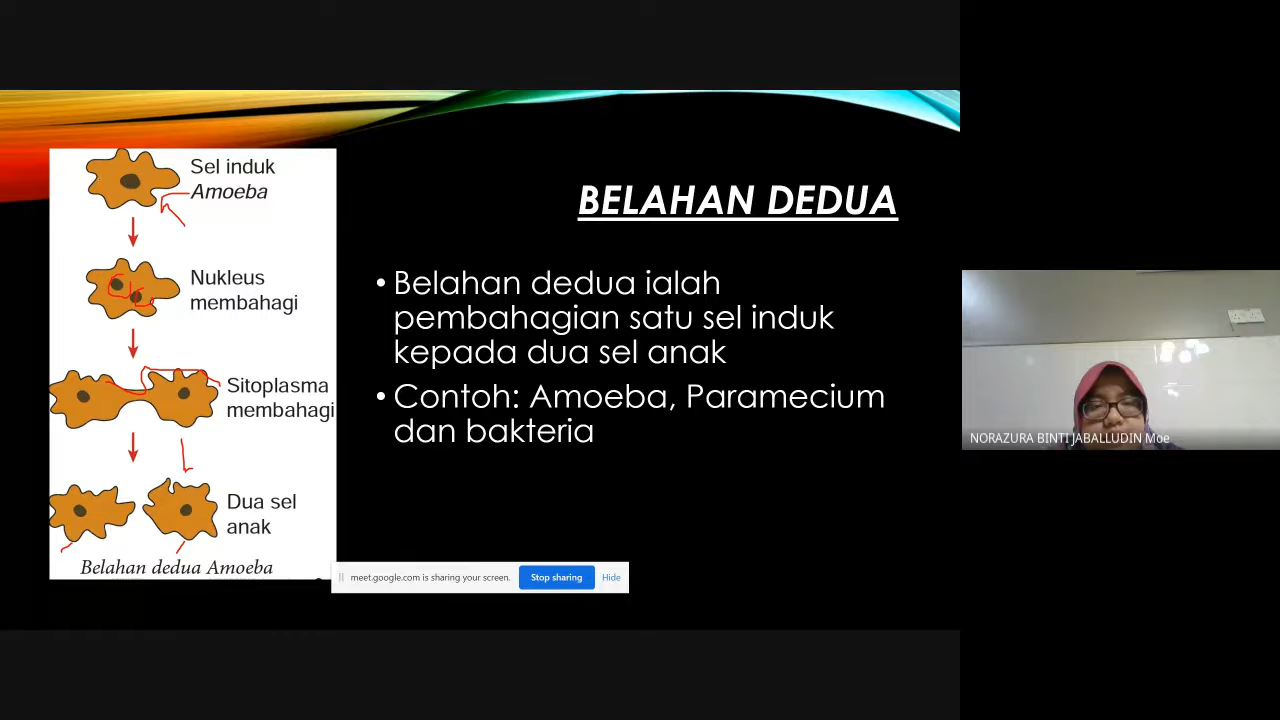 Sel induk
Amoeba
Nukleus
membahagi
Sitoplasma
membahagi
Dua sel
anak
Belahan dedua Amoeba
BELAHAN DEDUA
• Belahan dedua ialah
pembahagian satu sel induk
kepada dua sel anak
• Contoh: Amoeba, Paramecium
dan bakteria
meet.google.com is sharing your screen. Stop sharing Hide
NORAZURA BINTI JABALLUDIN Moe